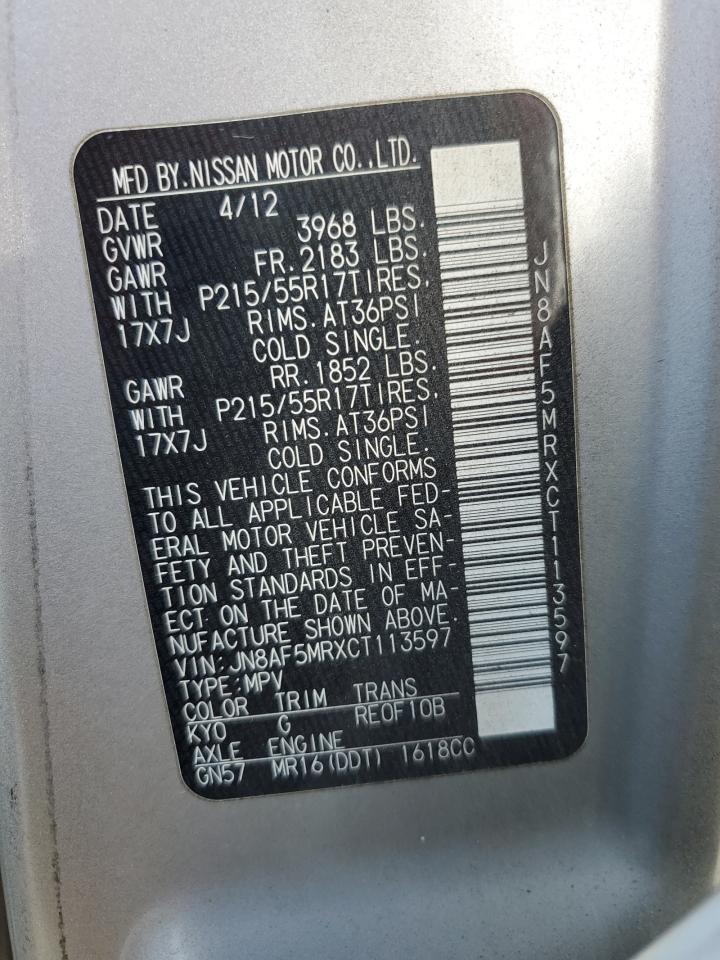 MFD BY.NISSAN MOTOR CO.,LTD.
DATE 4/12
GVWR 3968 LBS.
GAWR FR.2183 LBS.
WITH P215/55R17TIRES,
17X7J RIMS.AT36PSI
COLD SINGLE.
GAWR RR.1852 LBS.
WITH P215/55R17TIRES,
17X7J RIMS.AT36PSI
COLD SINGLE.
THIS VEHICLE CONFORMS
TO ALL APPLICABLE FED-
ERAL MOTOR VEHICLE SA-
FETY AND THEFT PREVEN-
TION STANDARDS IN EFF-
ECT ON THE DATE OF MA-
NUFACTURE SHOWN ABOVE.
VIN:JN8AF5MRXCT113597
TYPE:MPV
COLOR TRIM TRANS
KY0 G RE0F10B
AXLE ENGINE
GN57 MR16(DDT) 1618CC
JN8AF5MRXCT113597